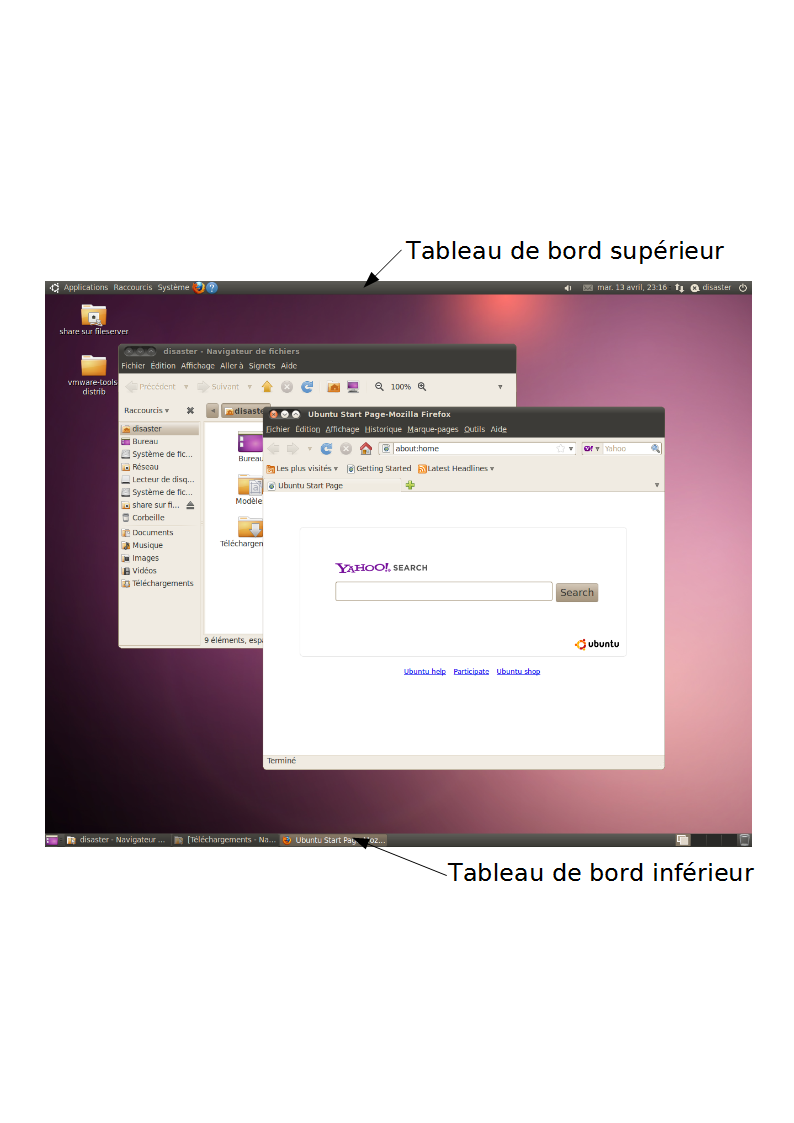 Tableau de bord supérieur
Applications Raccourcis Système mar. 13 avril, 23:16 disaster
share sur fileserver
disaster - Navigateur de fichiers
Fichier Édition Affichage Aller à Signets Aide
vmware-tools
distrib
Précédent Suivant 100%
Raccourcis disaster
Ubuntu Start Page-Mozilla Firefox
Fichier Édition Affichage Historique Marque-pages Outils Aide
disaster
Bureau
Système de fic...
Réseau
Lecteur de disq...
Système de fic...
share sur fi...
Corbeille
Documents
Musique
Images
Vidéos
Téléchargements
Bureau
Modèle
Téléchargen
9 éléments, espa
about:home Yahoo
Les plus visités Getting Started Latest Headlines
Ubuntu Start Page
YAHOO! SEARCH
Search
ubuntu
Ubuntu help Participate Ubuntu shop
Terminé
disaster - Navigateur ... [Téléchargements - Na... Ubuntu Start Pag Moz...
Tableau de bord inférieur